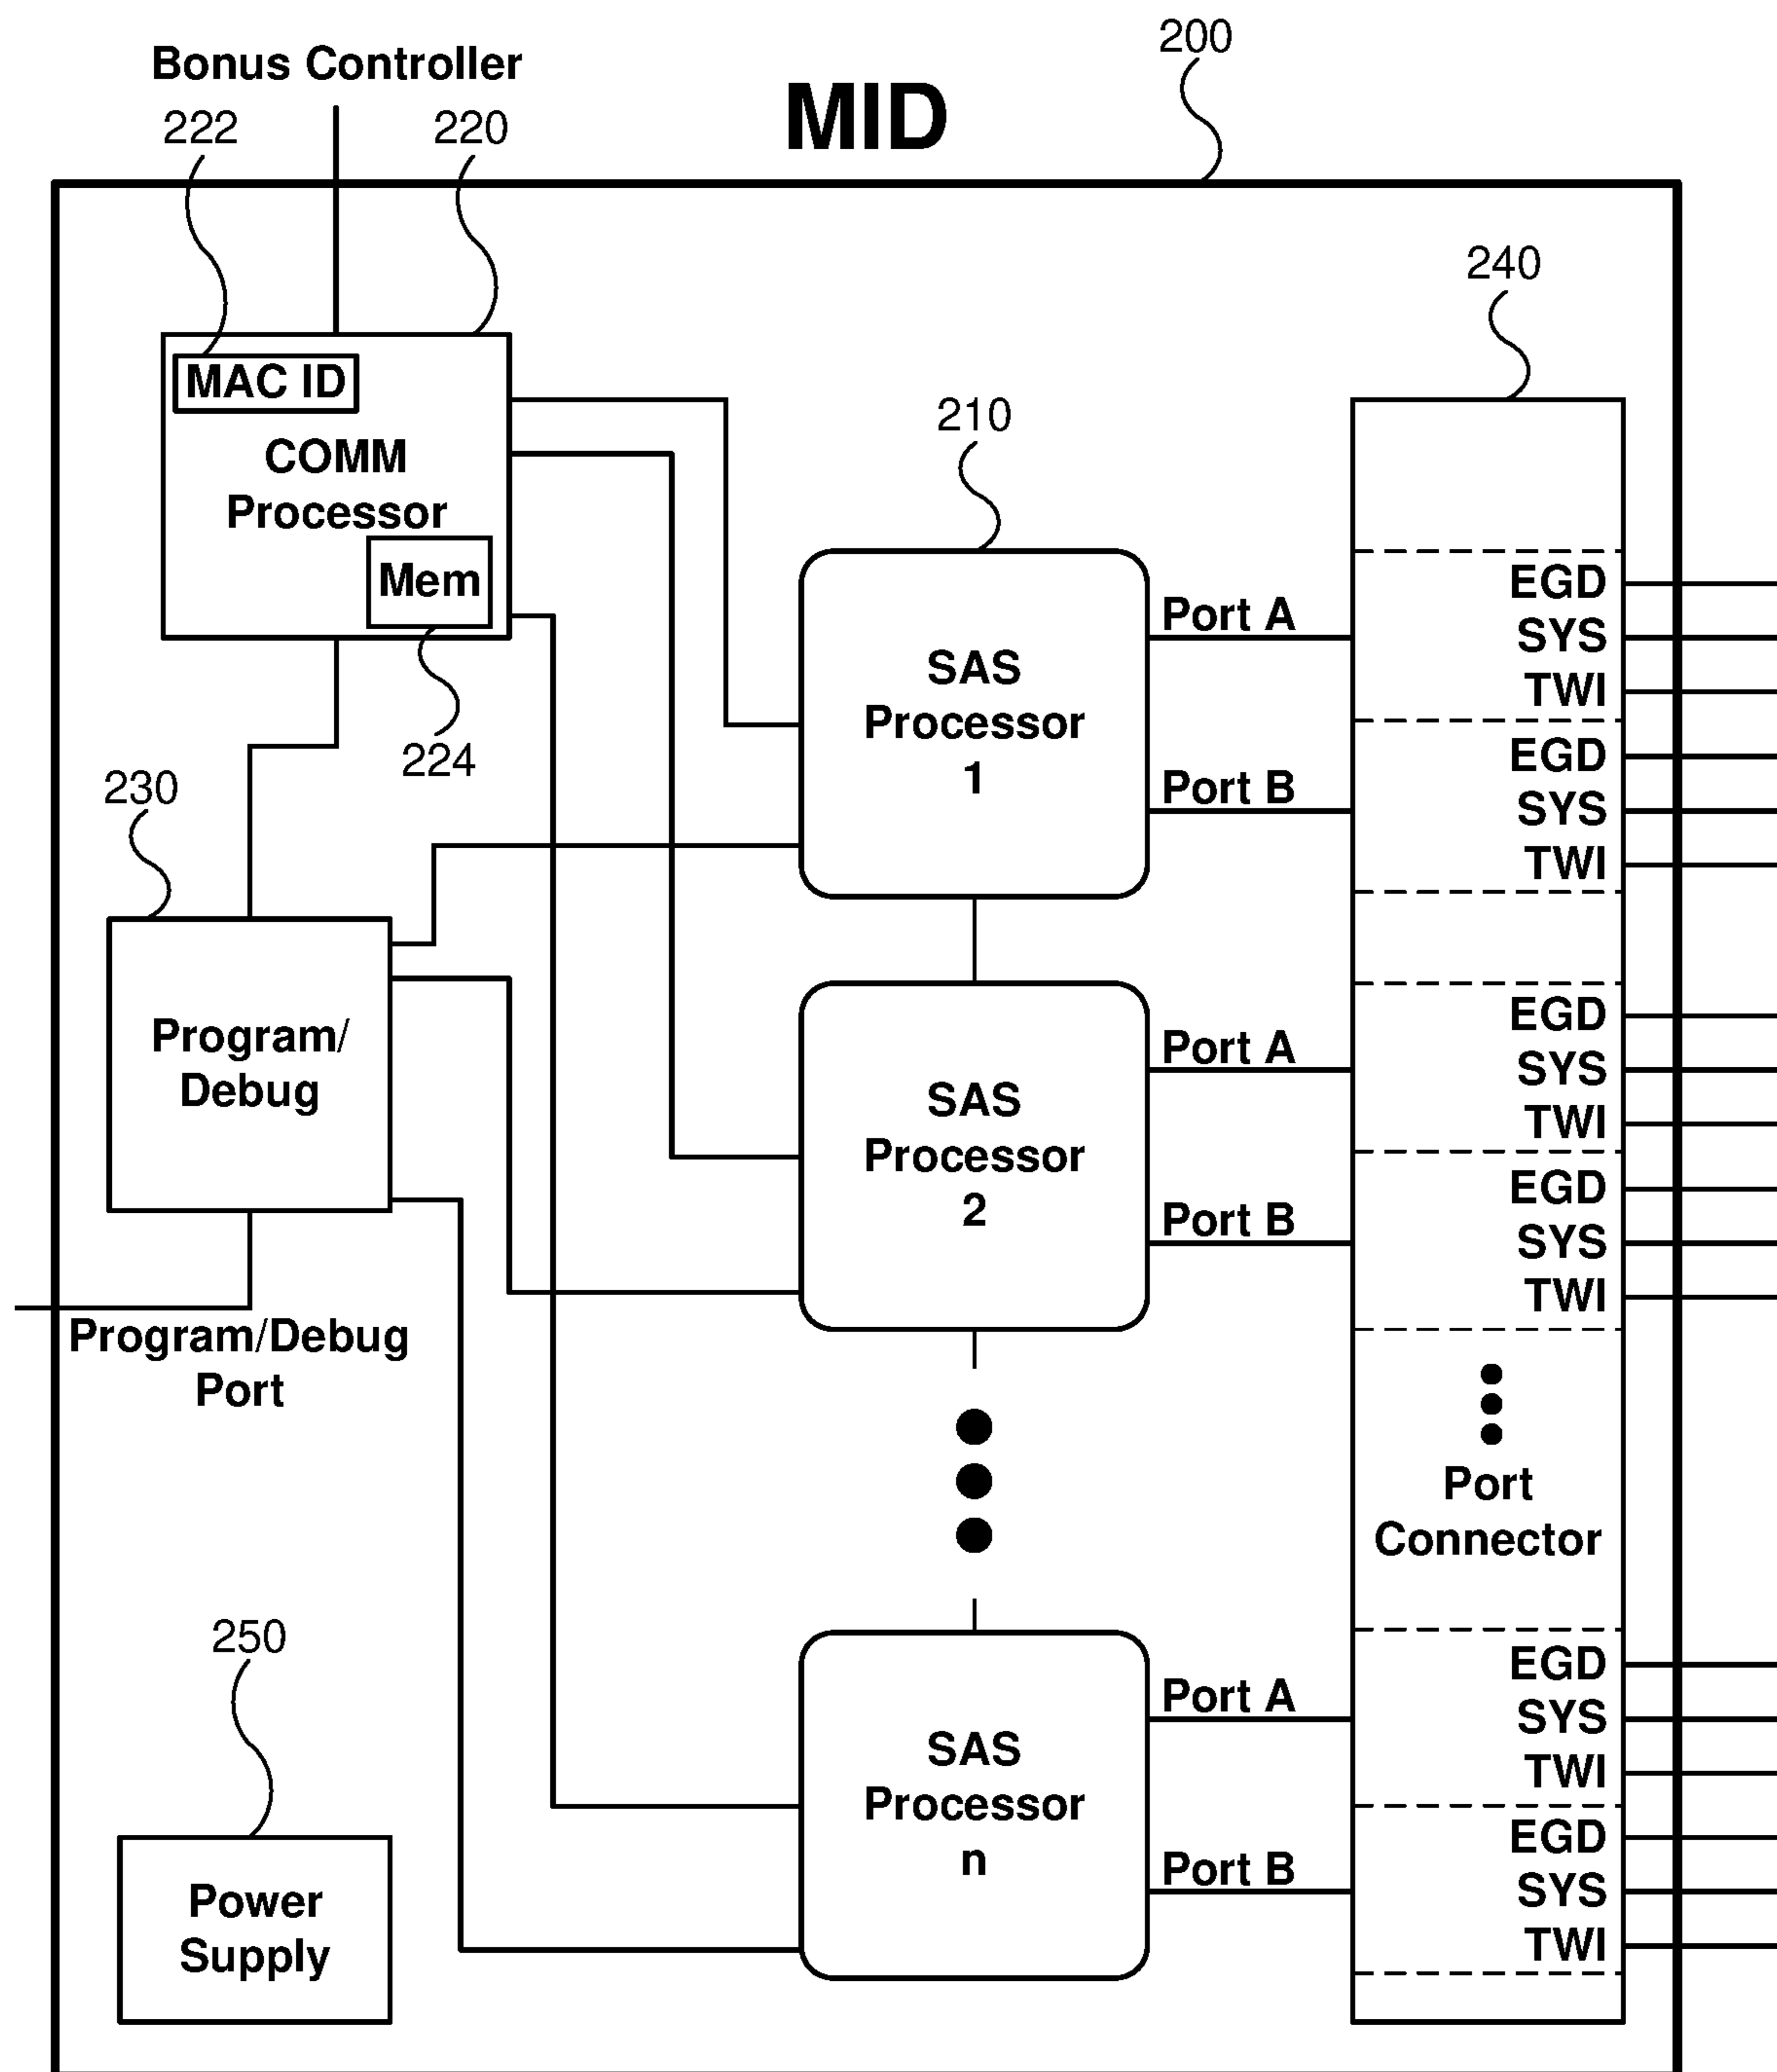 200
Bonus Controller
MID
222
220
240
MAC ID
210
COMM
Processor
Mem
EGD
Port A
SYS
SAS
TWI
Processor
224
EGD
1
Port B
230
SYS
TWI
Program/
Debug
EGD
Port A
SYS
SAS
TWI
Processor
EGD
2
Port B
SYS
TWI
Program/Debug
Port
Port
Connector
250
EGD
Port A
SYS
SAS
TWI
Processor
EGD
n
Port B
SYS
Power
Supply
TWI